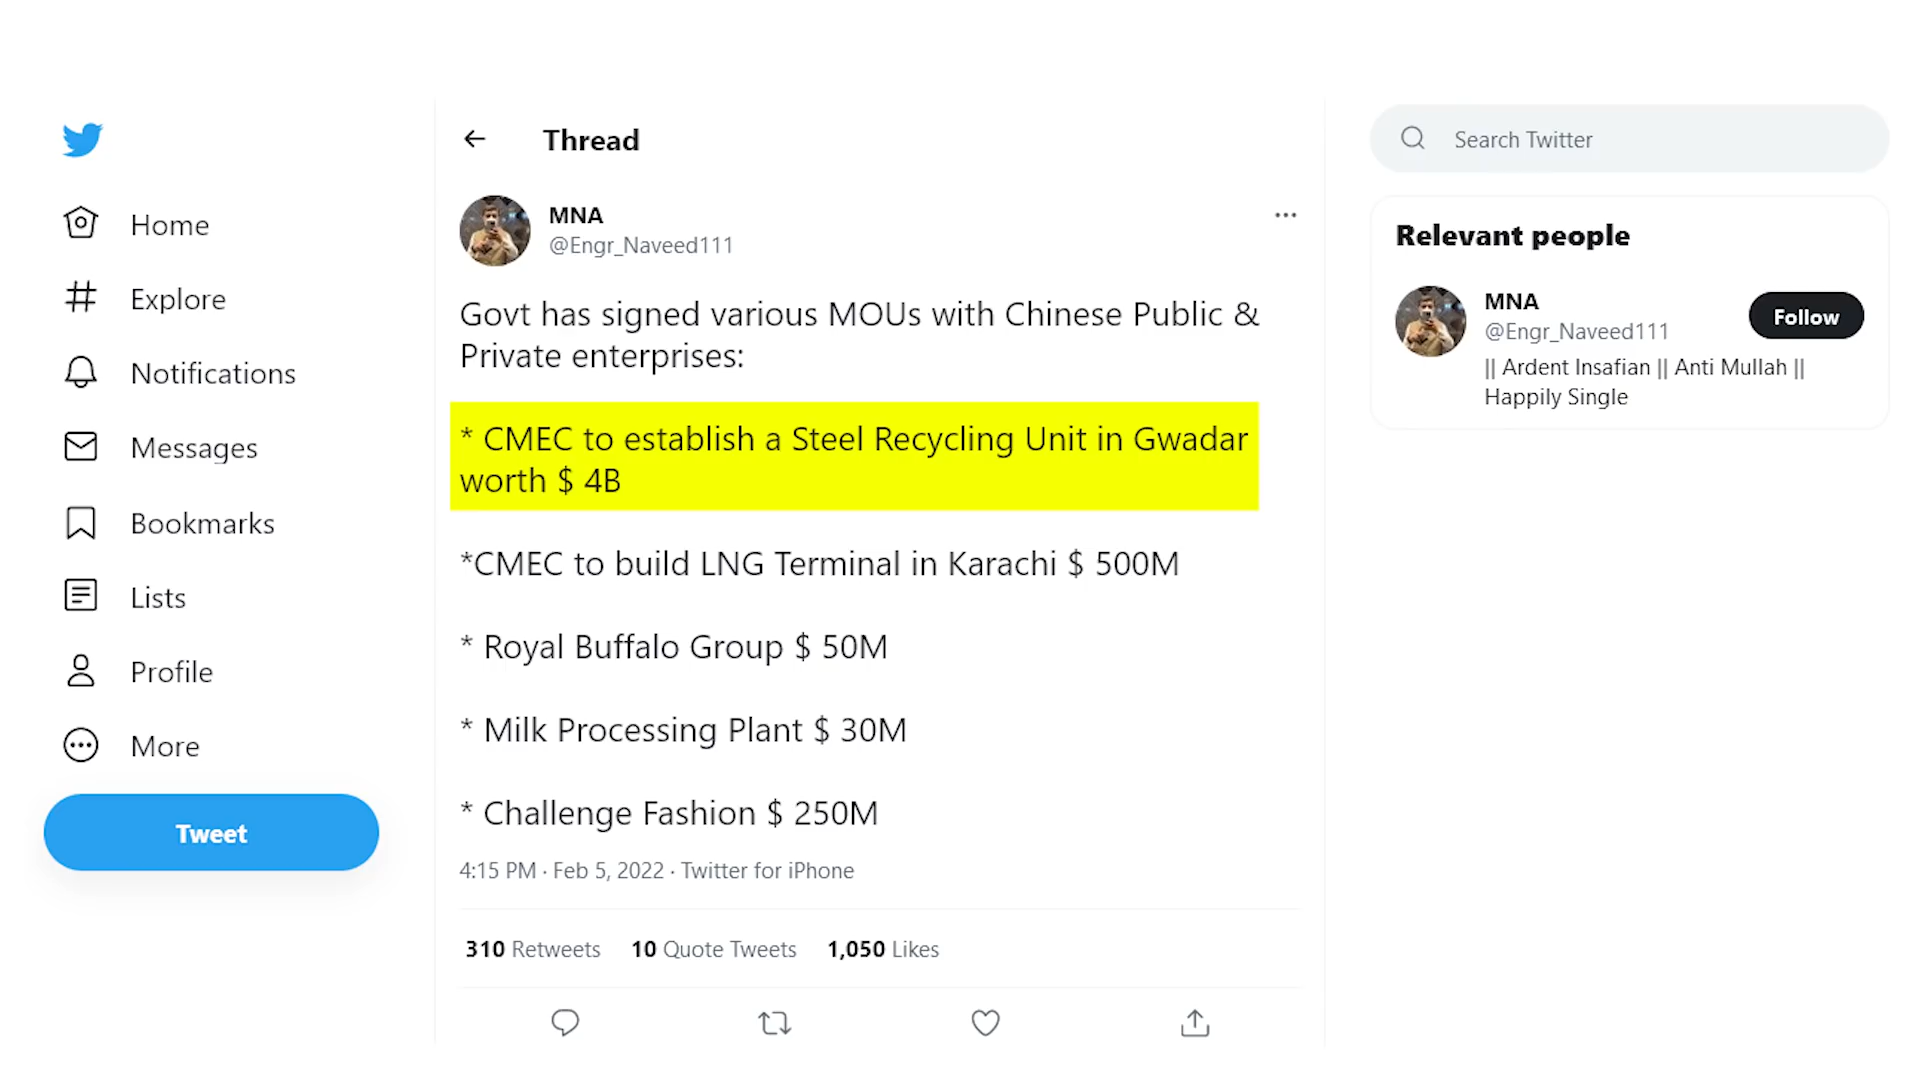 Home
Explore
Notifications
Messages
Bookmarks
Lists
Profile
More
Tweet
Thread
MNA
@Engr_Naveed111
Govt has signed various MOUs with Chinese Public &
Private enterprises:
* CMEC to establish a Steel Recycling Unit in Gwadar
worth $ 4B
*CMEC to build LNG Terminal in Karachi $ 500M
* Royal Buffalo Group $ 50M
* Milk Processing Plant $ 30M
* Challenge Fashion $ 250M
4:15 PM · Feb 5, 2022 · Twitter for iPhone
310 Retweets 10 Quote Tweets 1,050 Likes
Search Twitter
Relevant people
MNA
@Engr_Naveed111
Follow
|| Ardent Insafian || Anti Mullah ||
Happily Single